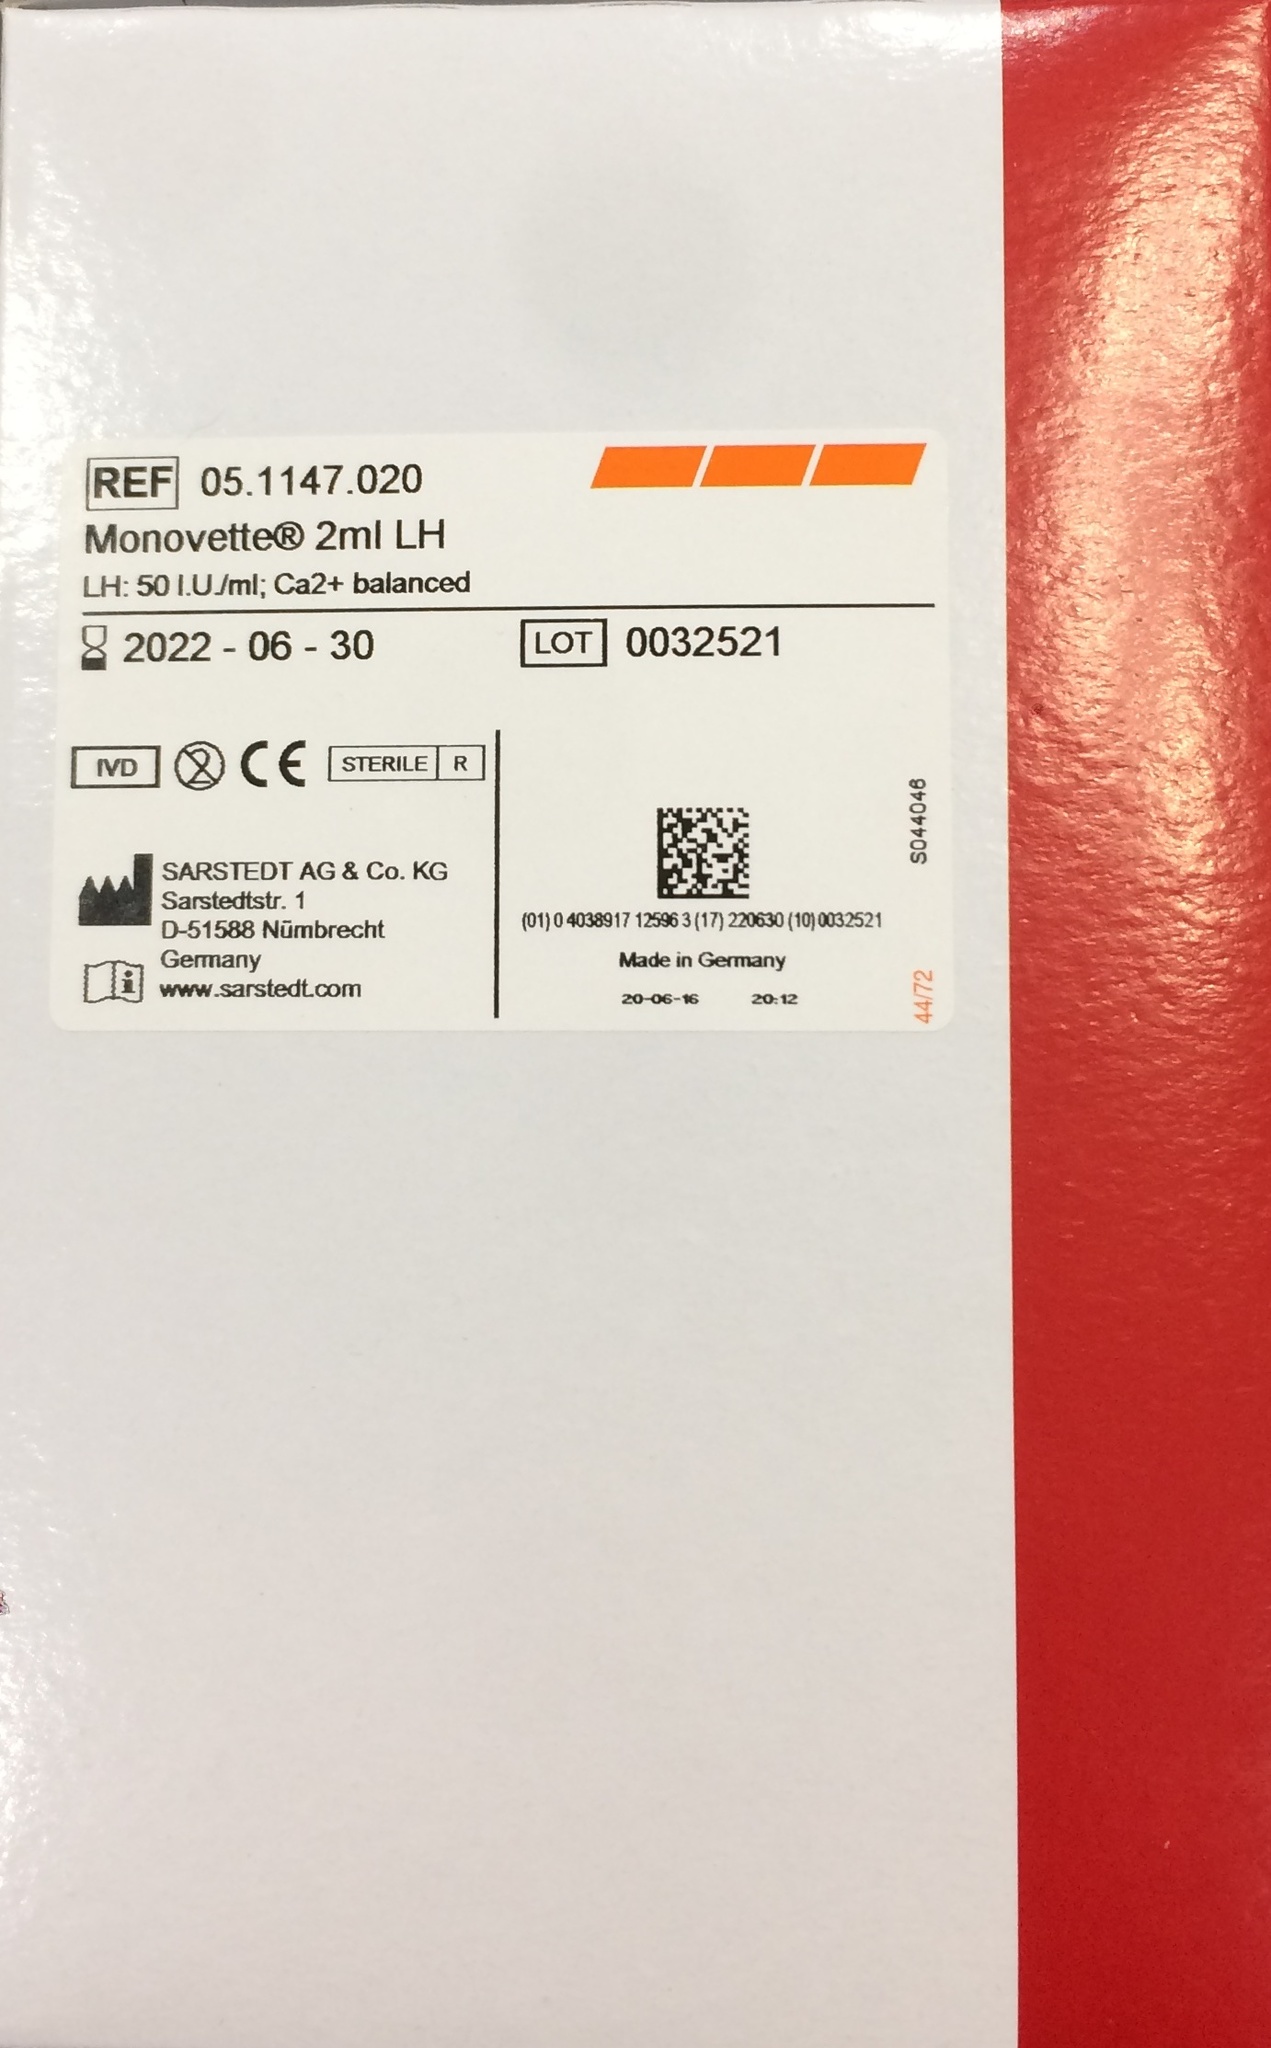 REF 05.1147.020
Monovette® 2ml LH
LH: 50 I.U./ml; Ca2+ balanced
2022 - 06 - 30
LOT 0032521
IVD 2 CE STERILE R
SARSTEDT AG & Co. KG
Sarstedtstr. 1
D-51588 Nümbrecht
Germany
www.sarstedt.com
(01) 0 4038917 12596 3 (17) 220630 (10) 0032521
Made in Germany
20-06-16 20:12
S044046
44/72